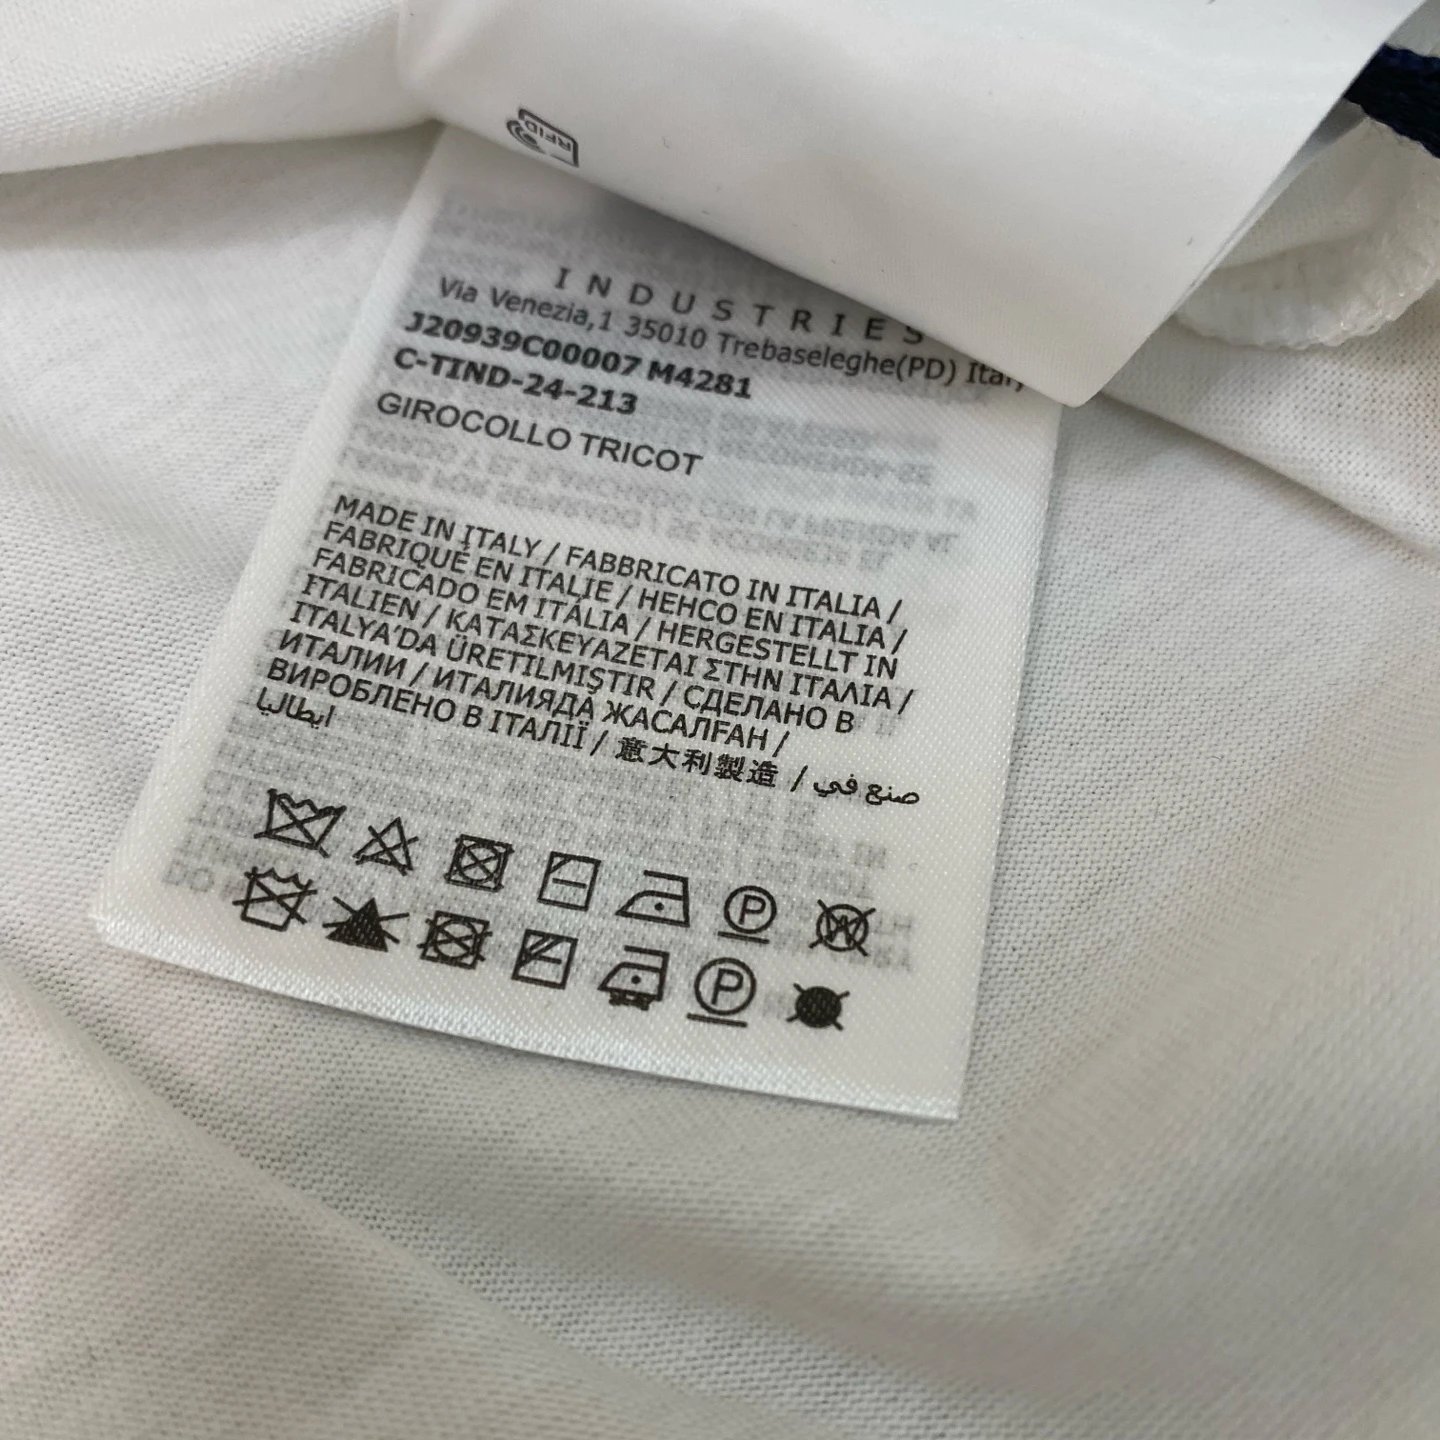 RFID
INDUSTRIES
Via Venezia,1 35010 Trebaseleghe(PD) Italy
J20939C00007 M4281
C-TIND-24-213
GIROCOLLO TRICOT
MADE IN ITALY / FABBRICATO IN ITALIA /
FABRIQUÉ EN ITALIE / HEHCO EN ITALIA /
FABRICADO EM ITÁLIA / HERGESTELLT IN
ITALIEN / ΚΑΤΑΣΚΕΥΑΖΕΤΑΙ ΣΤΗΝ ΙΤΑΛΙΑ /
ITALYA'DA ÜRETILMIŞTIR / СДЕЛАНО В
ИТАЛИИ / ИТАЛИЯДА ЖАСАЛҒАН /
ВИРОБЛЕНО В ІТАЛІЇ / 意大利製造 / صنع في
ايطاليا
P W
P